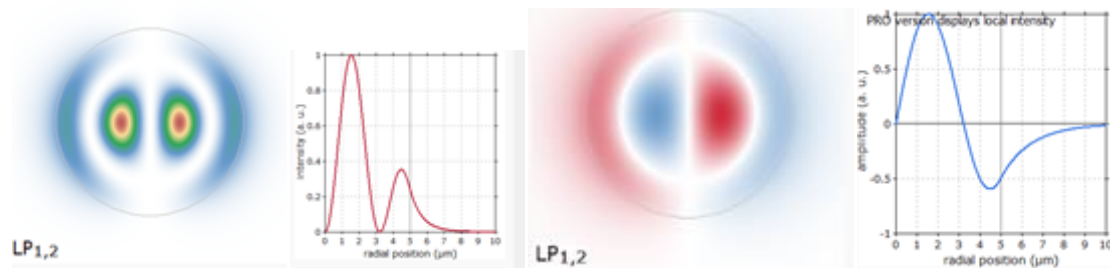 LP1,2
intensity (a. u.)
1
0.8
0.6
0.4
0.2
0
0 1 2 3 4 5 6 7 8 9 10
radial position (µm)
LP1,2
PRO version displays local intensity
amplitude (a. u.)
1
0.5
0
-0.5
-1
0 1 2 3 4 5 6 7 8 9 10
radial position (µm)